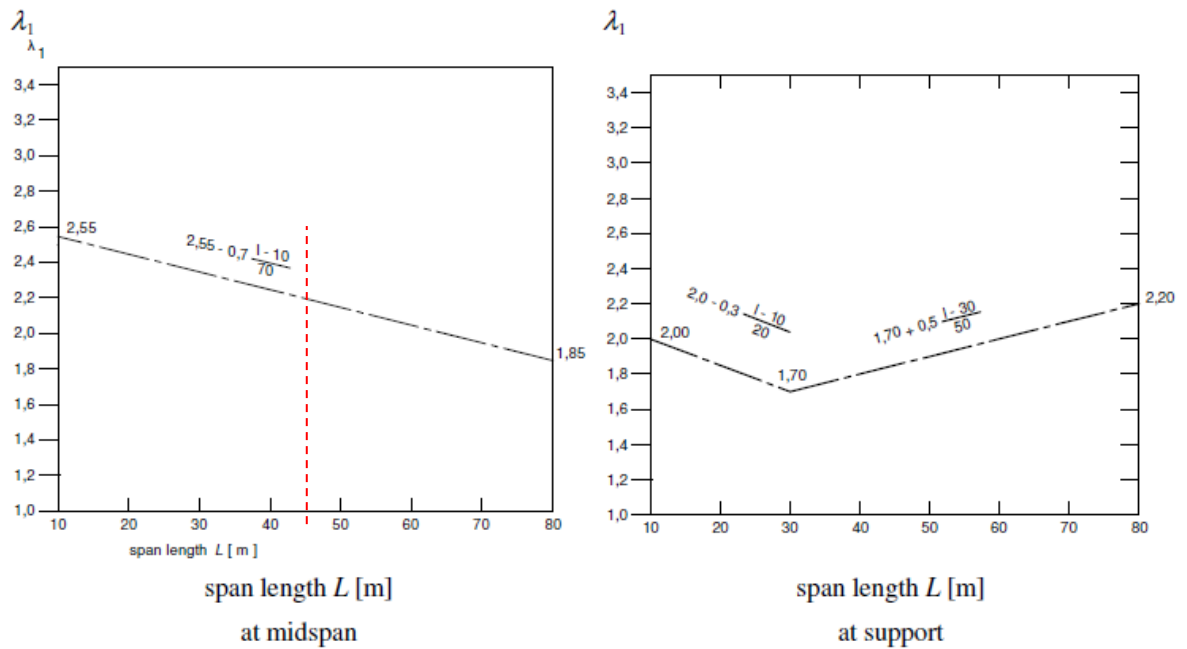 λ1
λ1
3,4
3,2
3,0
2,8
2,6
2,4
2,2
2,0
1,8
1,6
1,4
1,2
1,0
2,55
2,55 - 0,7 l - 10
70
1,85
10 20 30 40 50 60 70 80
span length L [ m ]
span length L [m]
at midspan
λ1
3,4
3,2
3,0
2,8
2,6
2,4
2,2
2,0
1,8
1,6
1,4
1,2
1,0
2,0 - 0,3 l - 10
20
1,70 + 0,5 l - 30
50
2,20
2,00
1,70
10 20 30 40 50 60 70 80
span length L [m]
at support